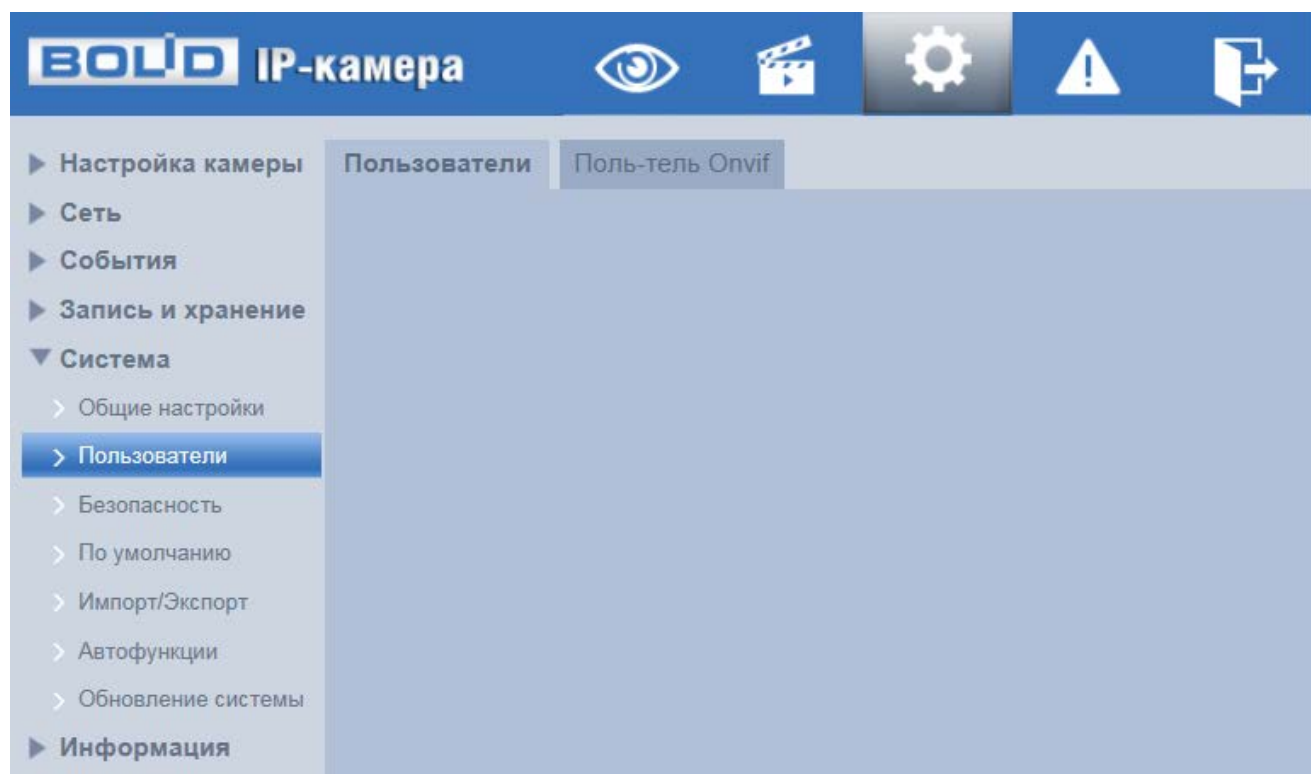 BOLID IP-камера
Настройка камеры
Сеть
События
Запись и хранение
Система
Общие настройки
Пользователи
Безопасность
По умолчанию
Импорт/Экспорт
Автофункции
Обновление системы
Информация
Пользователи
Поль-тель Onvif